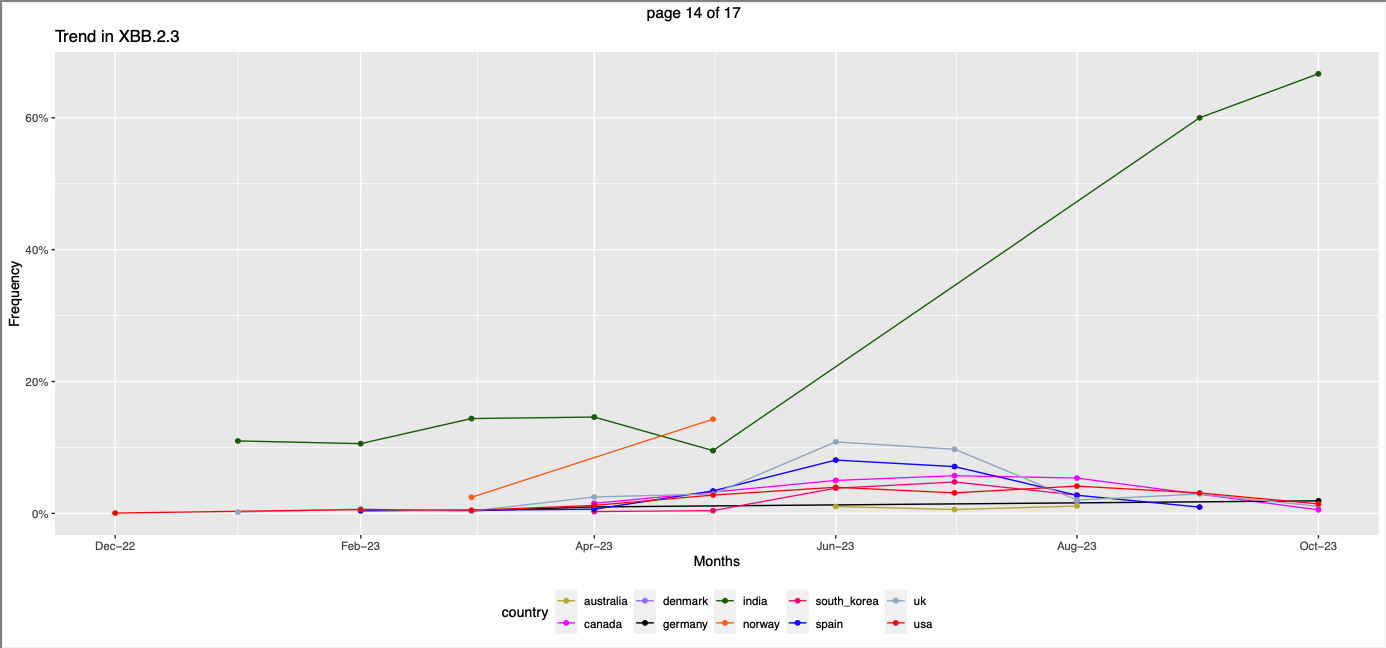 page 14 of 17
Trend in XBB.2.3
60%
40%
20%
0%
Frequency
Dec–22 Feb–23 Apr–23 Jun–23 Aug–23 Oct–23
Months
country
australia denmark india south_korea uk
canada germany norway spain usa